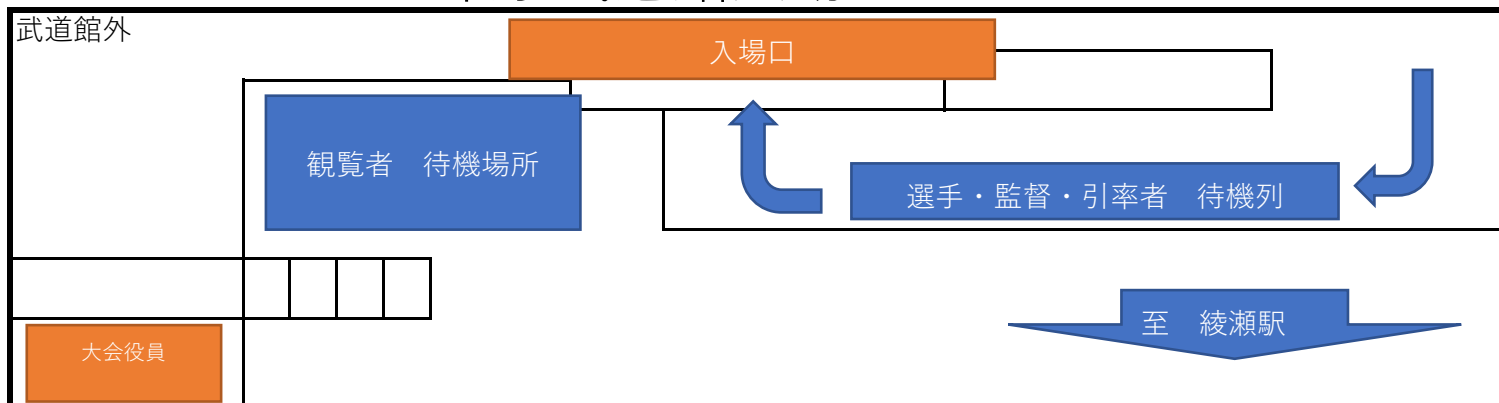 武道館外
入場口
観覧者　待機場所
選手・監督・引率者　待機列
至　綾瀬駅
大会役員